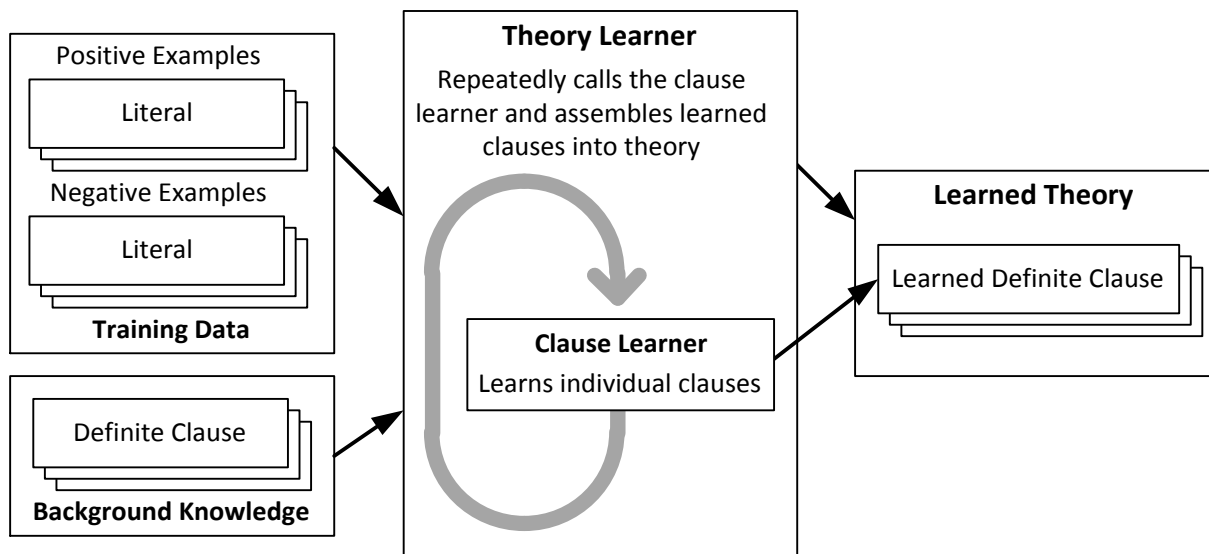 Positive Examples
Literal
Negative Examples
Literal
Training Data
Definite Clause
Background Knowledge
Theory Learner
Repeatedly calls the clause
learner and assembles learned
clauses into theory
Clause Learner
Learns individual clauses
Learned Theory
Learned Definite Clause